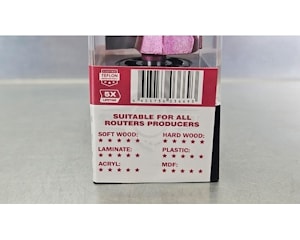 TEFLON
5X
SUITABLE FOR ALL
ROUTERS PRODUCERS
SOFT WOOD: HARD WOOD:
★ ★ ★ ★ ★ ★ ★ ★ ★ ★
LAMINATE: PLASTIC:
★ ★ ★ ★ ★ ★ ★ ★ ★ ★
ACRYL: MDF:
★ ★ ★ ★ ★ ★ ★ ★ ★ ★